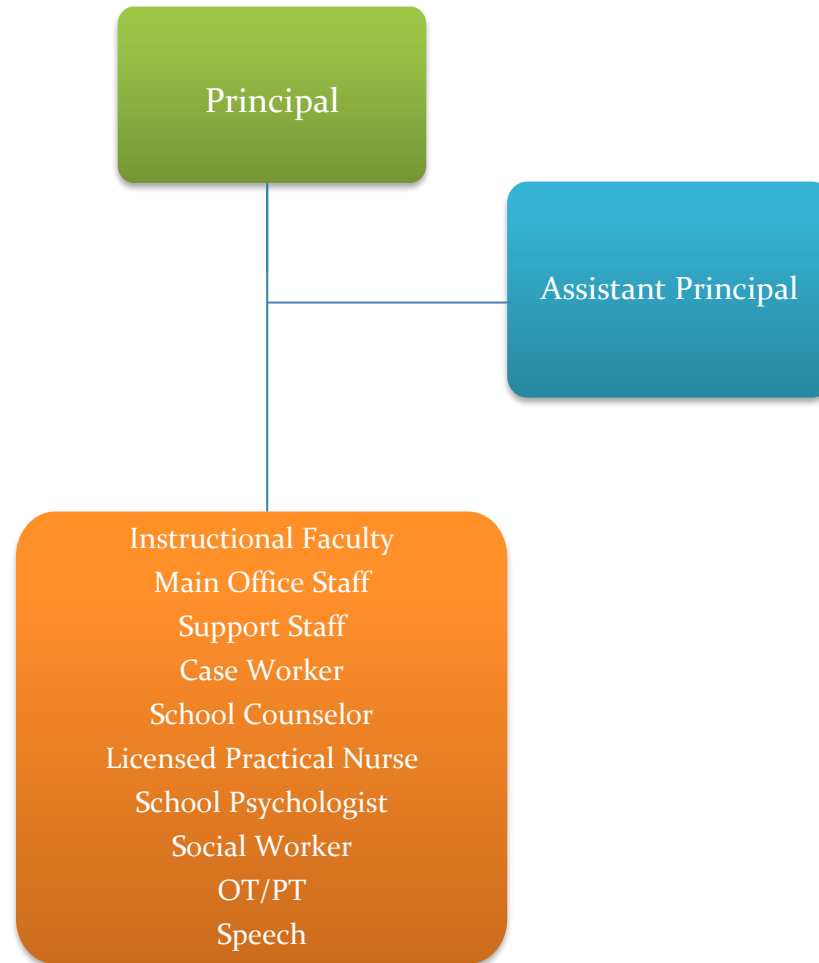 Principal
Assistant Principal
Instructional Faculty
Main Office Staff
Support Staff
Case Worker
School Counselor
Licensed Practical Nurse
School Psychologist
Social Worker
OT/PT
Speech